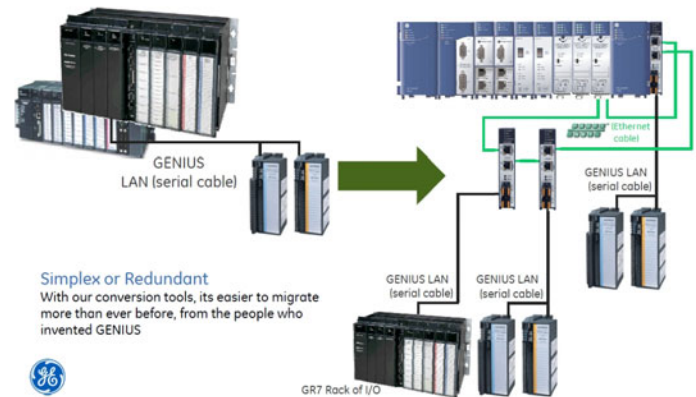 GENIUS
LAN (serial cable)
(Ethernet
cable)
GENIUS LAN
(serial cable)
GENIUS LAN
(serial cable)
GENIUS LAN
(serial cable)
Simplex or Redundant
With our conversion tools, its easier to migrate
more than ever before, from the people who
invented GENIUS
GR7 Rack of I/O